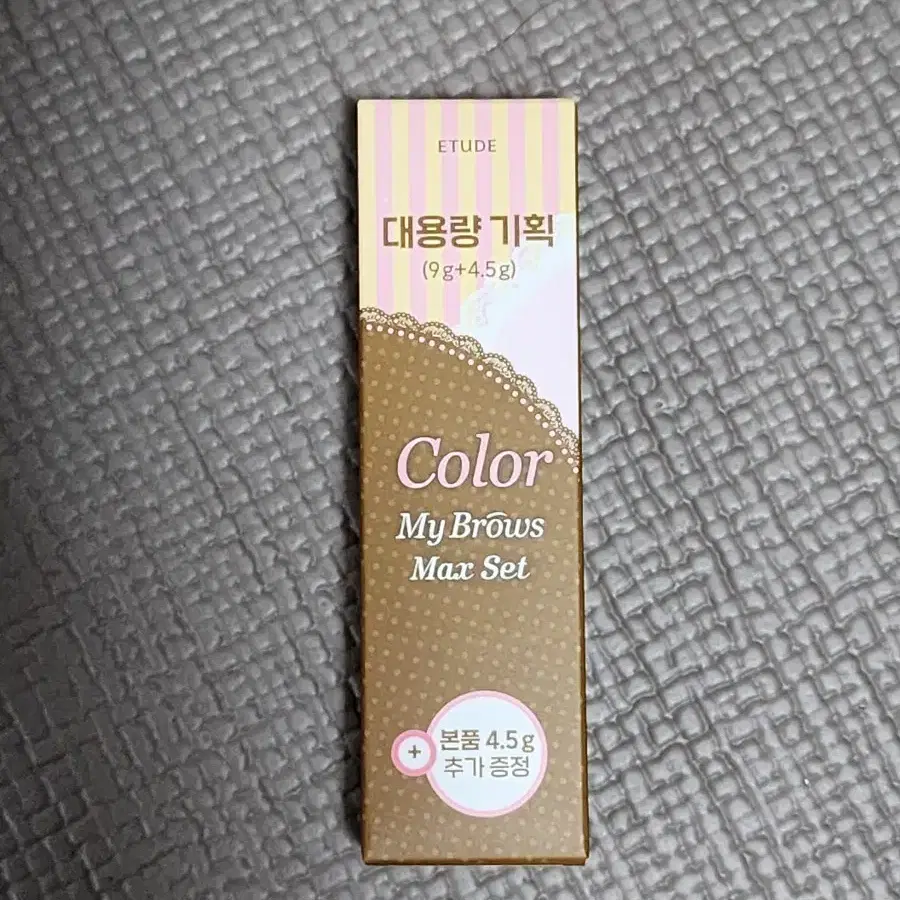 ETUDE
대용량 기획
(9g+4.5g)
Color
My Brows
Max Set
+
본품 4.5g
추가 증정